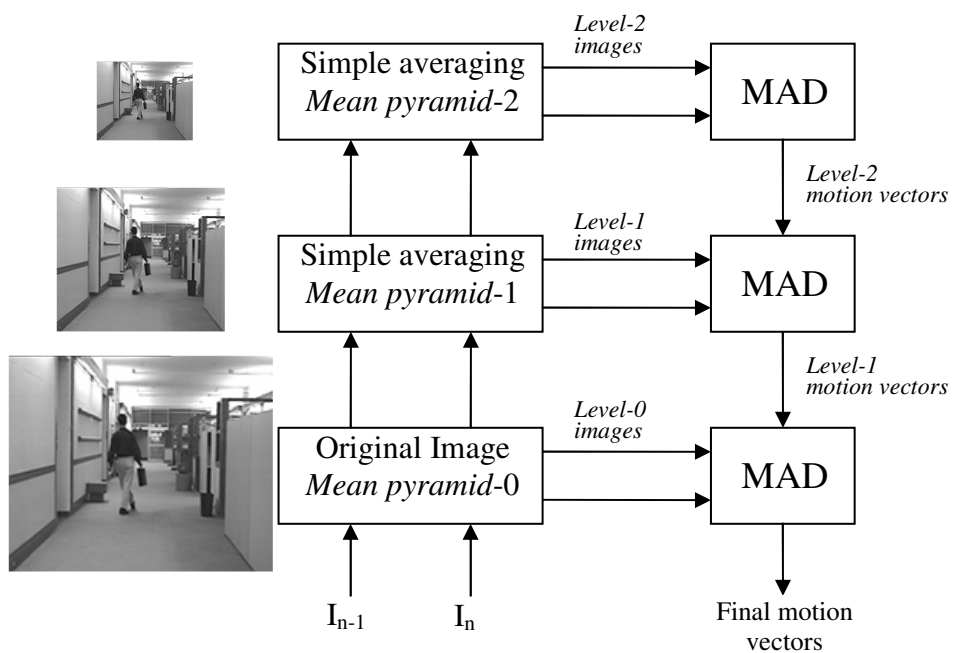 Level-2
images
Simple averaging
Mean pyramid-2
MAD
Level-2
motion vectors
Level-1
images
Simple averaging
Mean pyramid-1
MAD
Level-1
motion vectors
Level-0
images
Original Image
Mean pyramid-0
MAD
In-1
In
Final motion
vectors